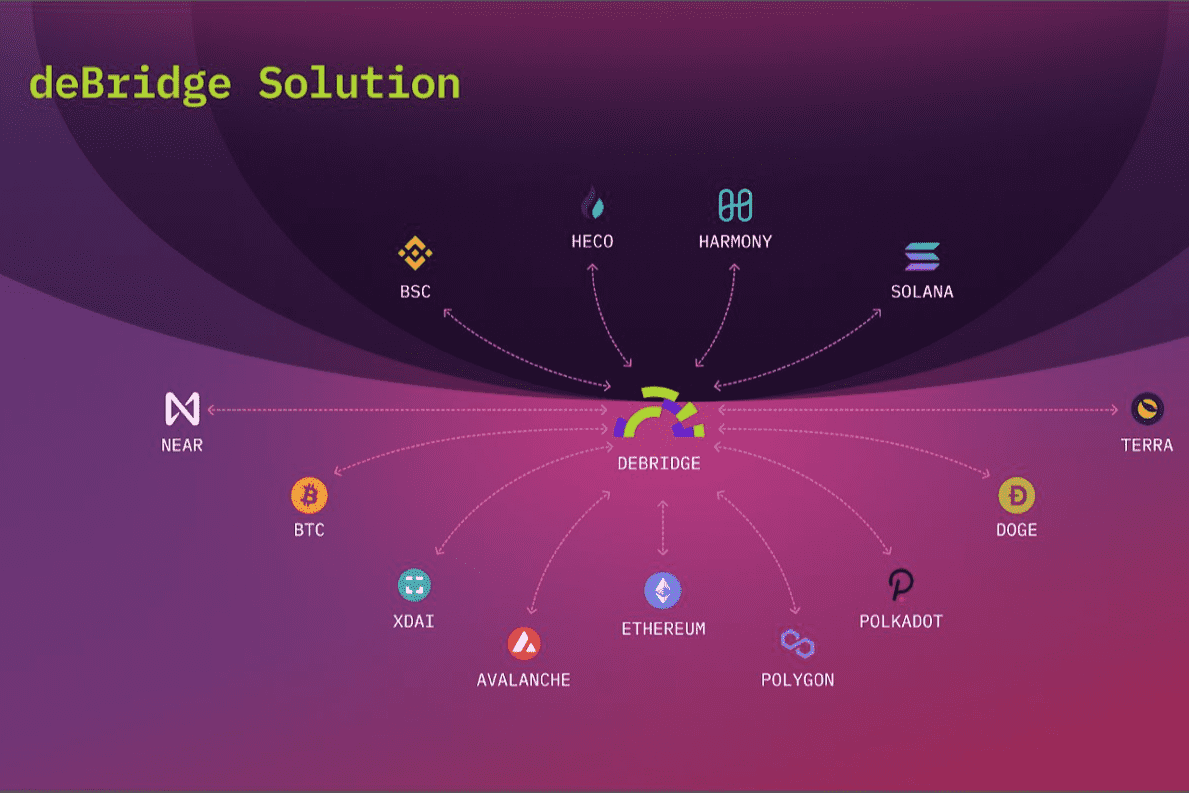 deBridge Solution
HECO
HARMONY
BSC
SOLANA
NEAR
TERRA
DEBRIDGE
BTC
DOGE
XDAI
ETHEREUM
POLKADOT
AVALANCHE
POLYGON